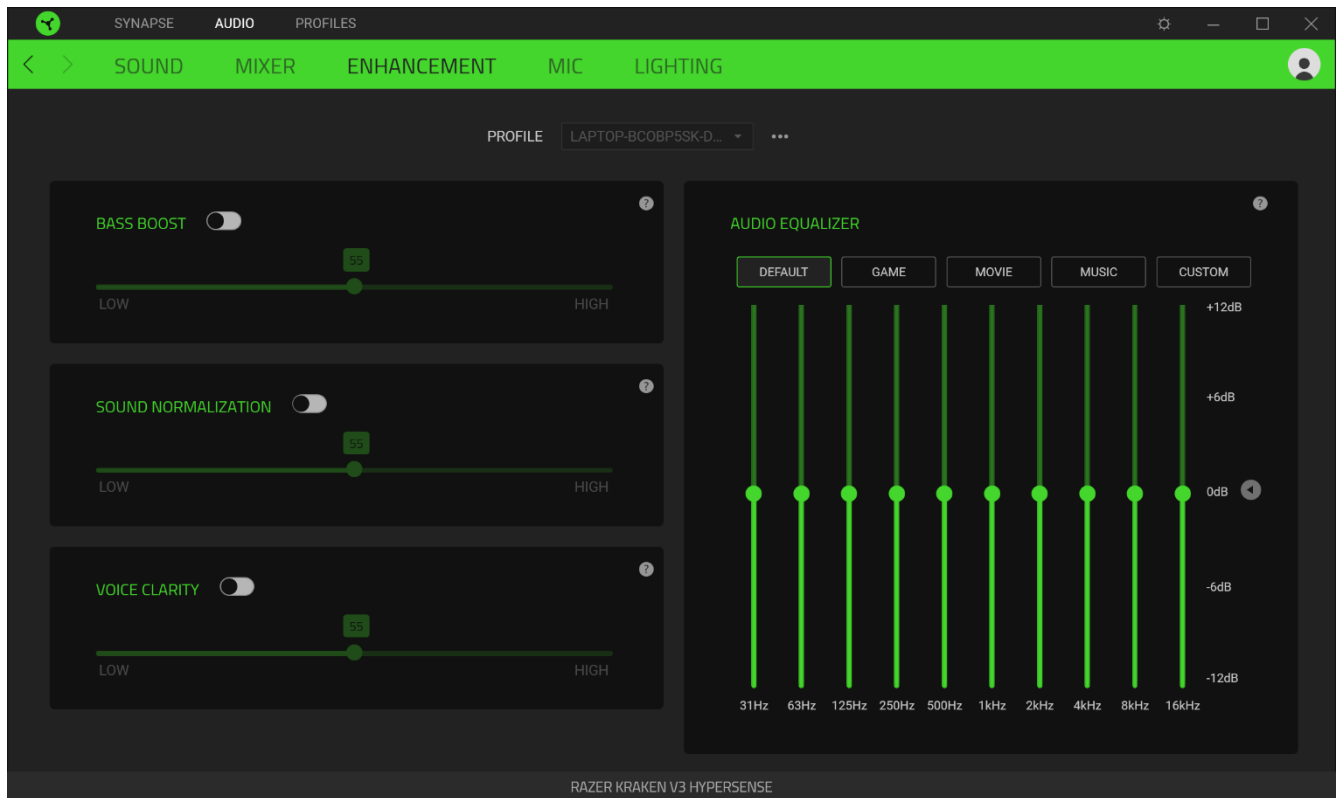 SYNAPSE AUDIO PROFILES
SOUND MIXER ENHANCEMENT MIC LIGHTING
PROFILE LAPTOP-BCOBP5SK-D... •••
BASS BOOST
?
55
LOW HIGH
SOUND NORMALIZATION
?
55
LOW HIGH
VOICE CLARITY
?
55
LOW HIGH
?
AUDIO EQUALIZER
DEFAULT GAME MOVIE MUSIC CUSTOM
+12dB
+6dB
0dB
-6dB
-12dB
31Hz 63Hz 125Hz 250Hz 500Hz 1kHz 2kHz 4kHz 8kHz 16kHz
RAZER KRAKEN V3 HYPERSENSE